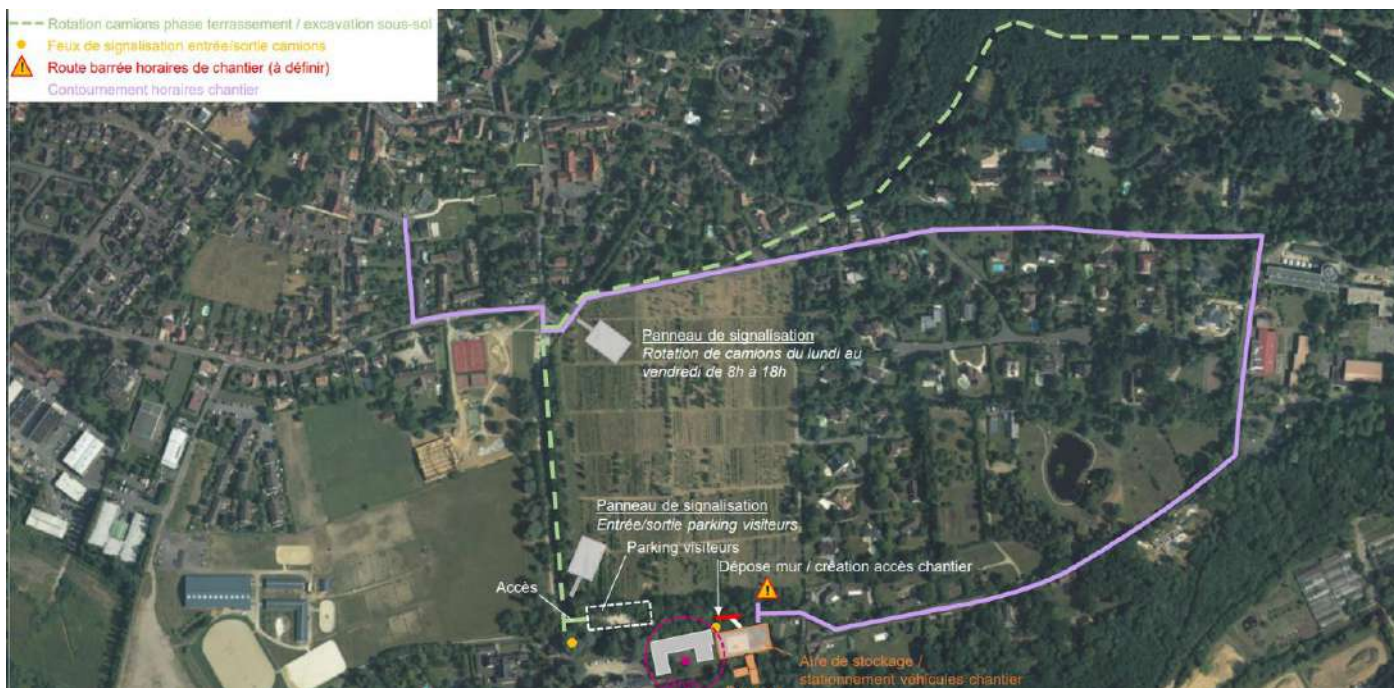 Rotation camions phase terrassement / excavation sous-sol
Feux de signalisation entrée/sortie camions
Route barrée horaires de chantier (à définir)
Contournement horaires chantier
Panneau de signalisation
Rotation de camions du lundi au
vendredi de 8h à 18h
Panneau de signalisation
Entrée/sortie parking visiteurs
Parking visiteurs
Dépose mur / création accès chantier
Accès
Aire de stockage /
stationnement véhicules chantier